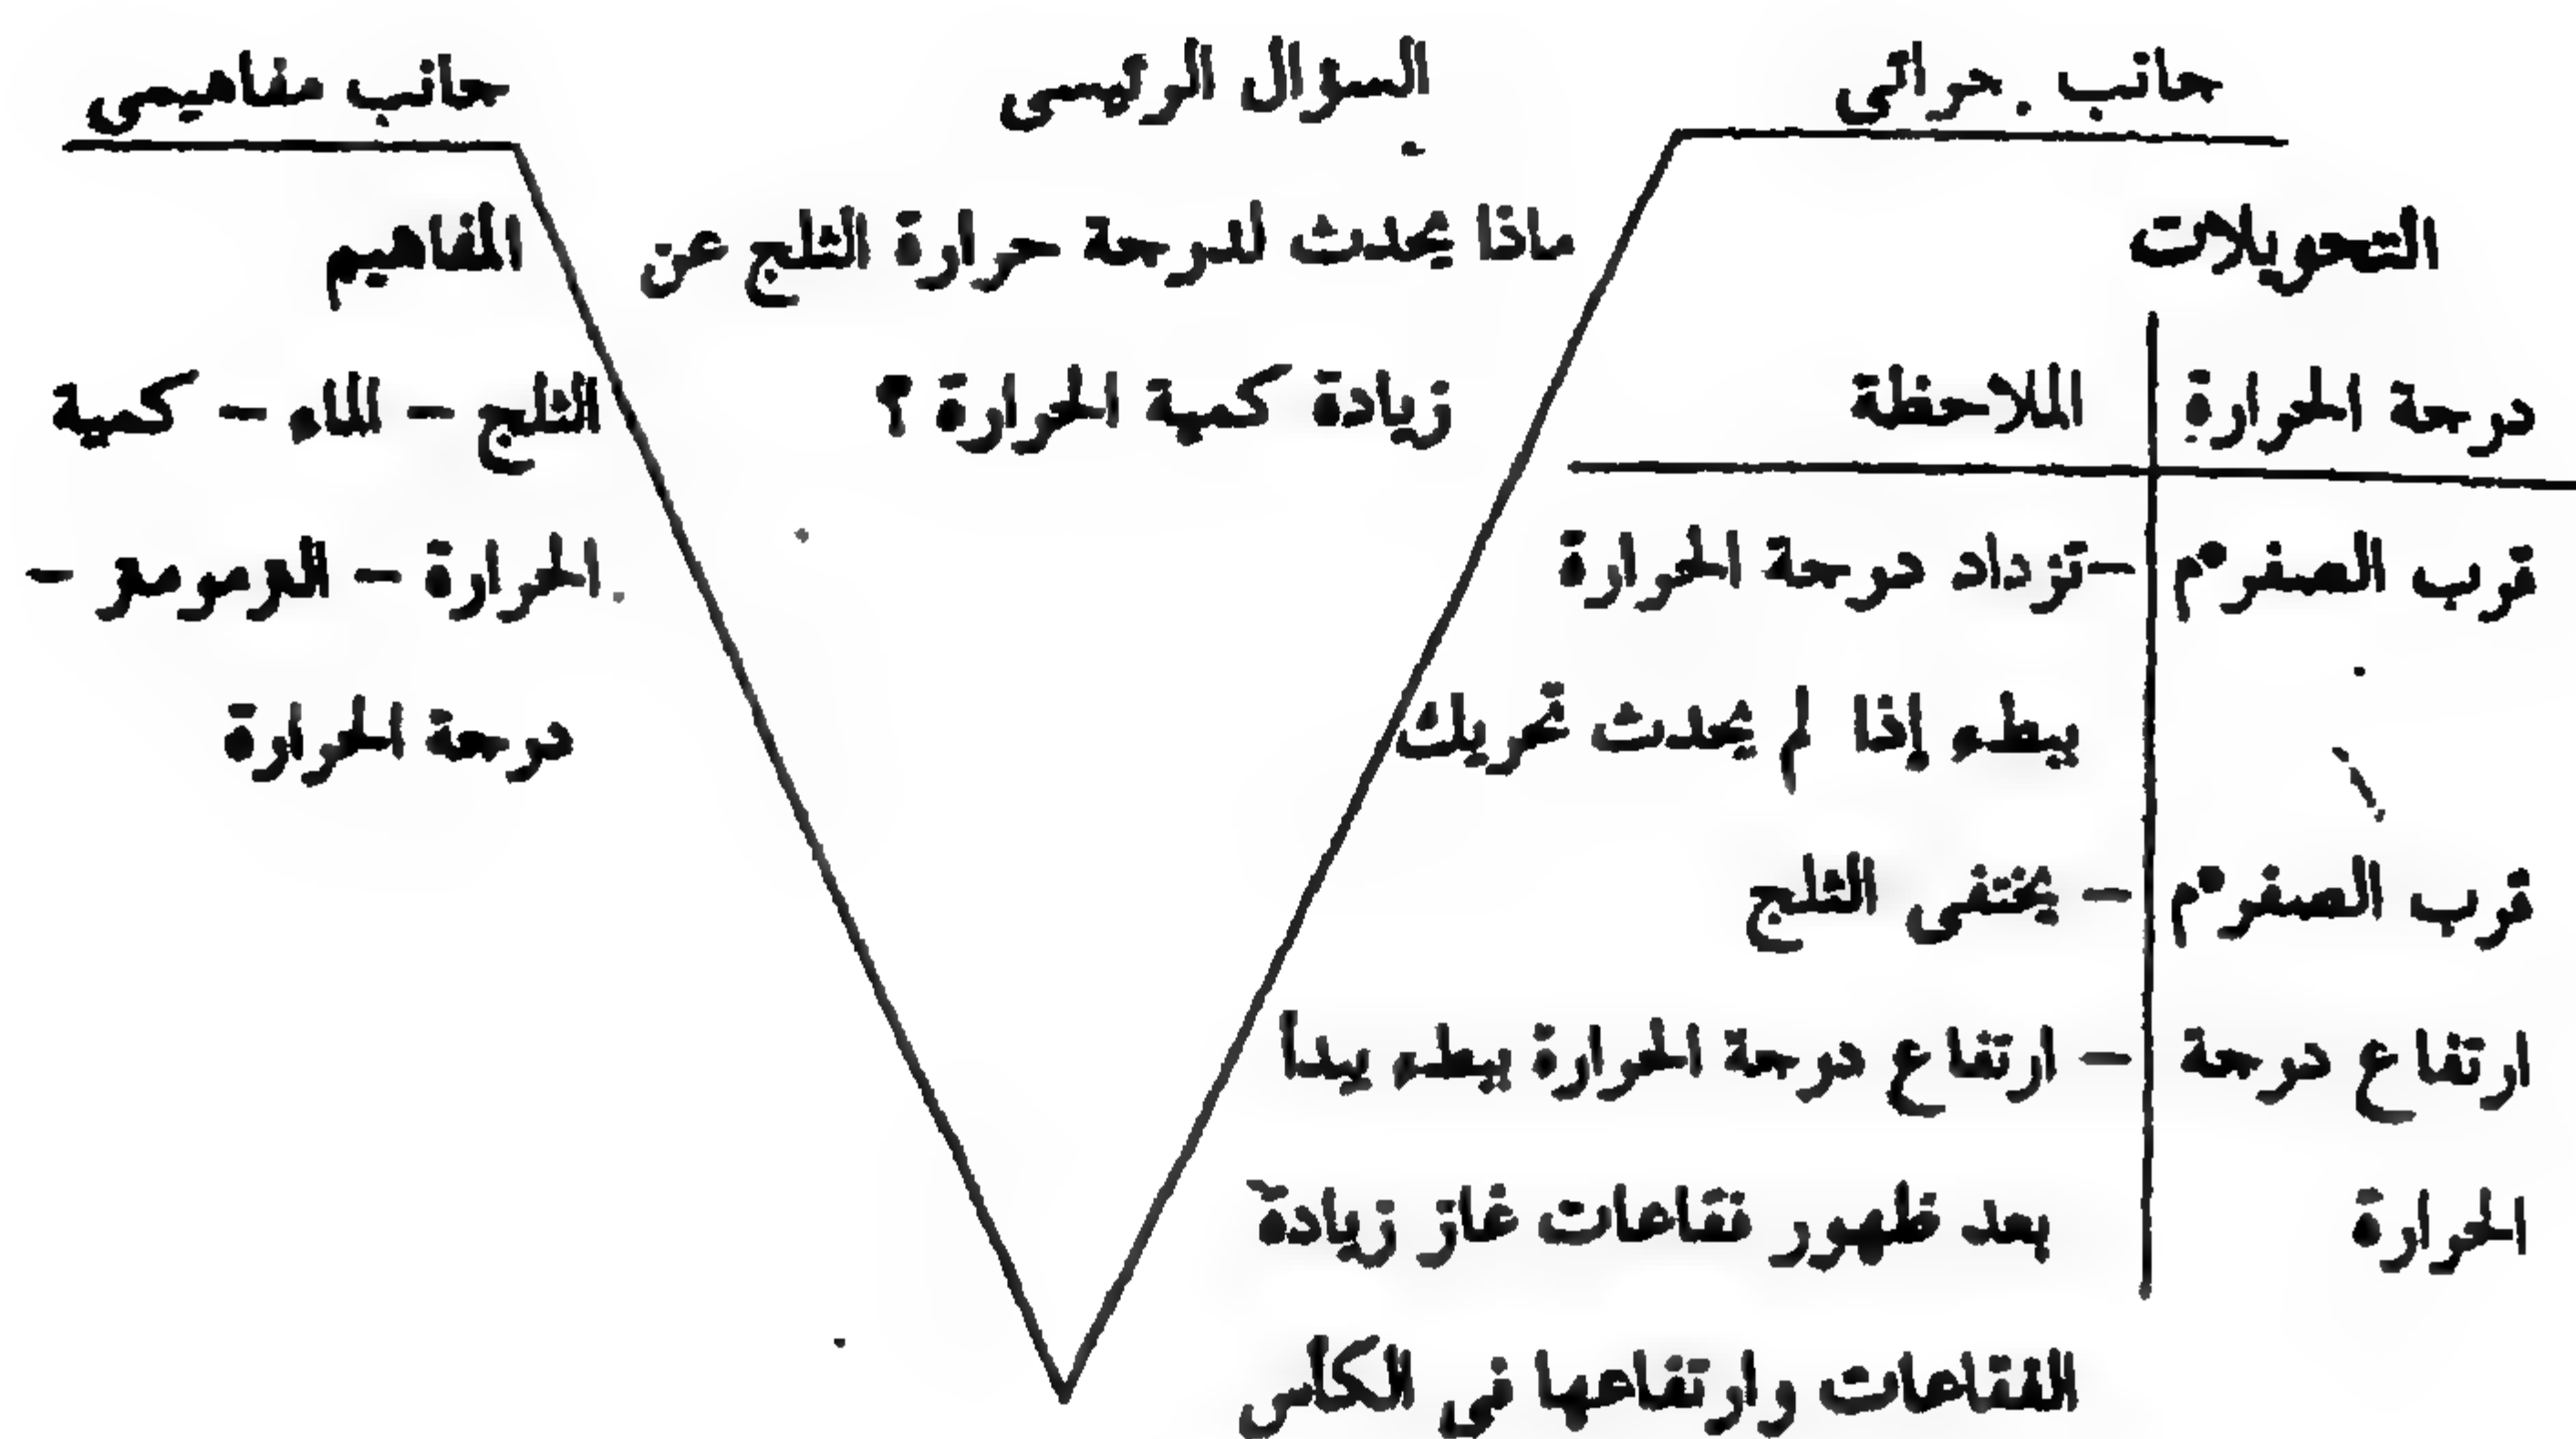 جانب .جرائى
السؤال الرئيسى
جانب مفاهيمى
التحويلات
ماذا يحدث لدرجة حرارة الثلج عن
المفاهيم
درجة الحرارة الملاحظة
زيادة كمية الحرارة ؟
الثلج – الماء – كمية
قرب الصفر°م –تزداد درجة الحرارة
الحرارة – الترمومتر –
ببطء إذا لم يحدث تحريك
درجة الحرارة
قرب الصفر°م – يختفى الثلج
ارتفاع درجة – ارتفاع درجة الحرارة ببطء يبدأ
الحرارة بعد ظهور فقاعات غاز زيادة
الفقاعات وارتفاعها فى الكأس